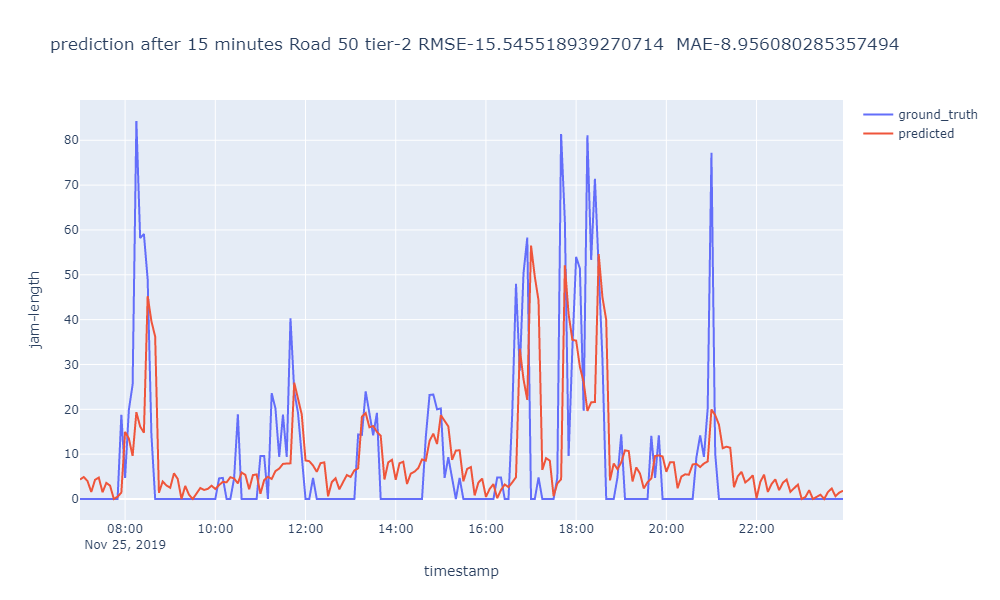 prediction after 15 minutes Road 50 tier-2 RMSE-15.545518939270714  MAE-8.956080285357494
ground_truth
predicted
80
70
60
50
40
30
20
10
0
jam-length
08:00 10:00 12:00 14:00 16:00 18:00 20:00 22:00
Nov 25, 2019
timestamp